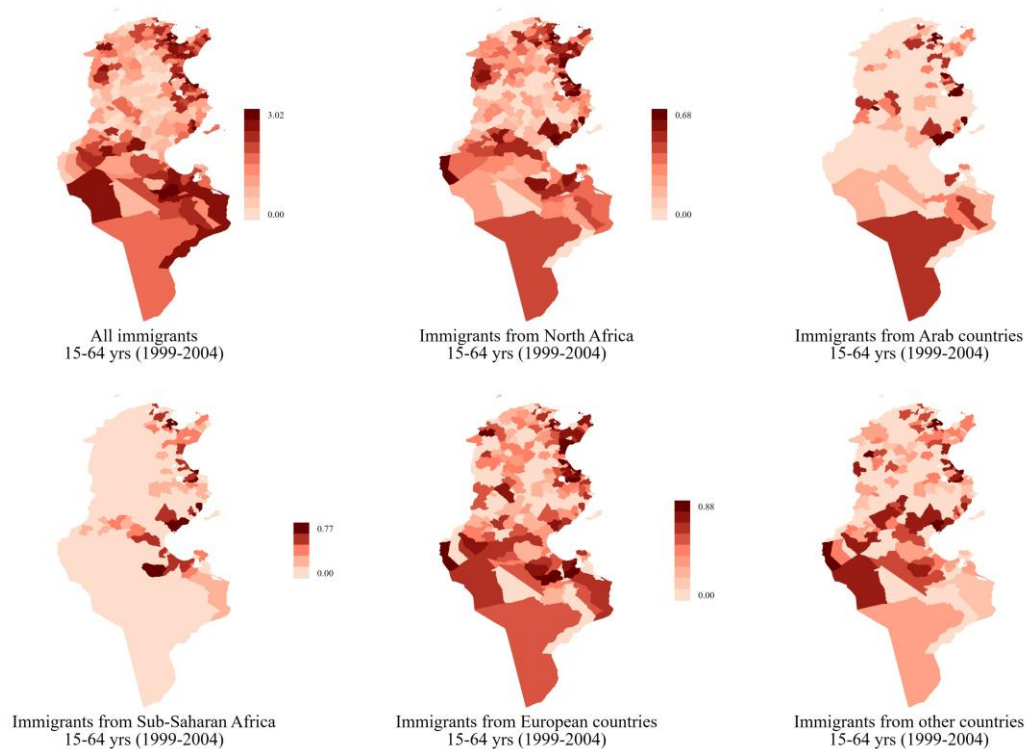 3.02
0.00
0.68
0.00
All immigrants
15-64 yrs (1999-2004)
Immigrants from North Africa
15-64 yrs (1999-2004)
Immigrants from Arab countries
15-64 yrs (1999-2004)
0.77
0.00
0.88
0.00
Immigrants from Sub-Saharan Africa
15-64 yrs (1999-2004)
Immigrants from European countries
15-64 yrs (1999-2004)
Immigrants from other countries
15-64 yrs (1999-2004)